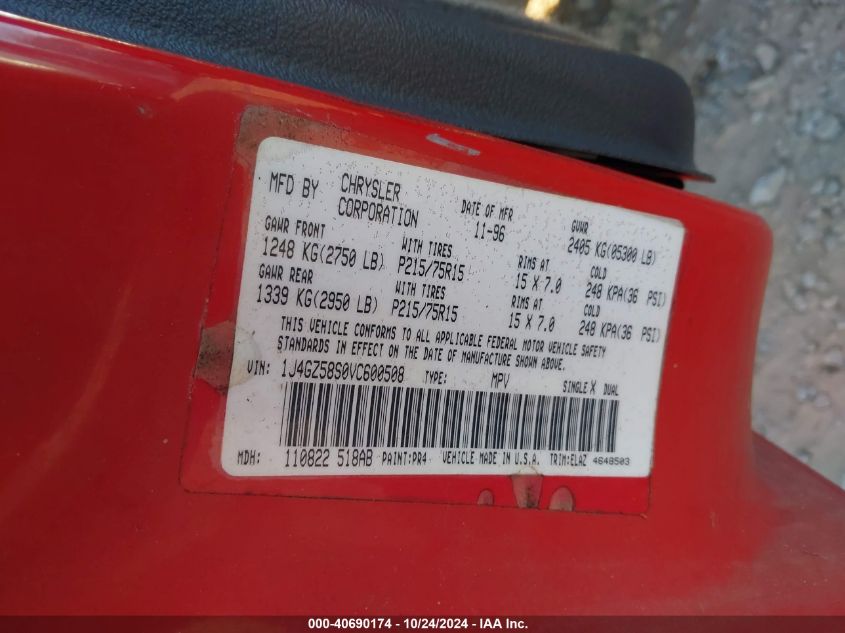 MFD BY CHRYSLER CORPORATION DATE OF MFR 11-96 GVWR 2405 KG(05300 LB)
GAWR FRONT 1248 KG(2750 LB) WITH TIRES P215/75R15 RIMS AT 15 X 7.0 COLD 248 KPA(36 PSI)
GAWR REAR 1339 KG(2950 LB) WITH TIRES P215/75R15 RIMS AT 15 X 7.0 COLD 248 KPA(36 PSI)
THIS VEHICLE CONFORMS TO ALL APPLICABLE FEDERAL MOTOR VEHICLE SAFETY
STANDARDS IN EFFECT ON THE DATE OF MANUFACTURE SHOWN ABOVE.
VIN: 1J4GZ58S0VC600508 TYPE: MPV SINGLE X DUAL
MDH: 110822 518AB PAINT:PR4 VEHICLE MADE IN U.S.A. TRIM:ELAZ 4648503
000-40690174 - 10/24/2024 - IAA Inc.